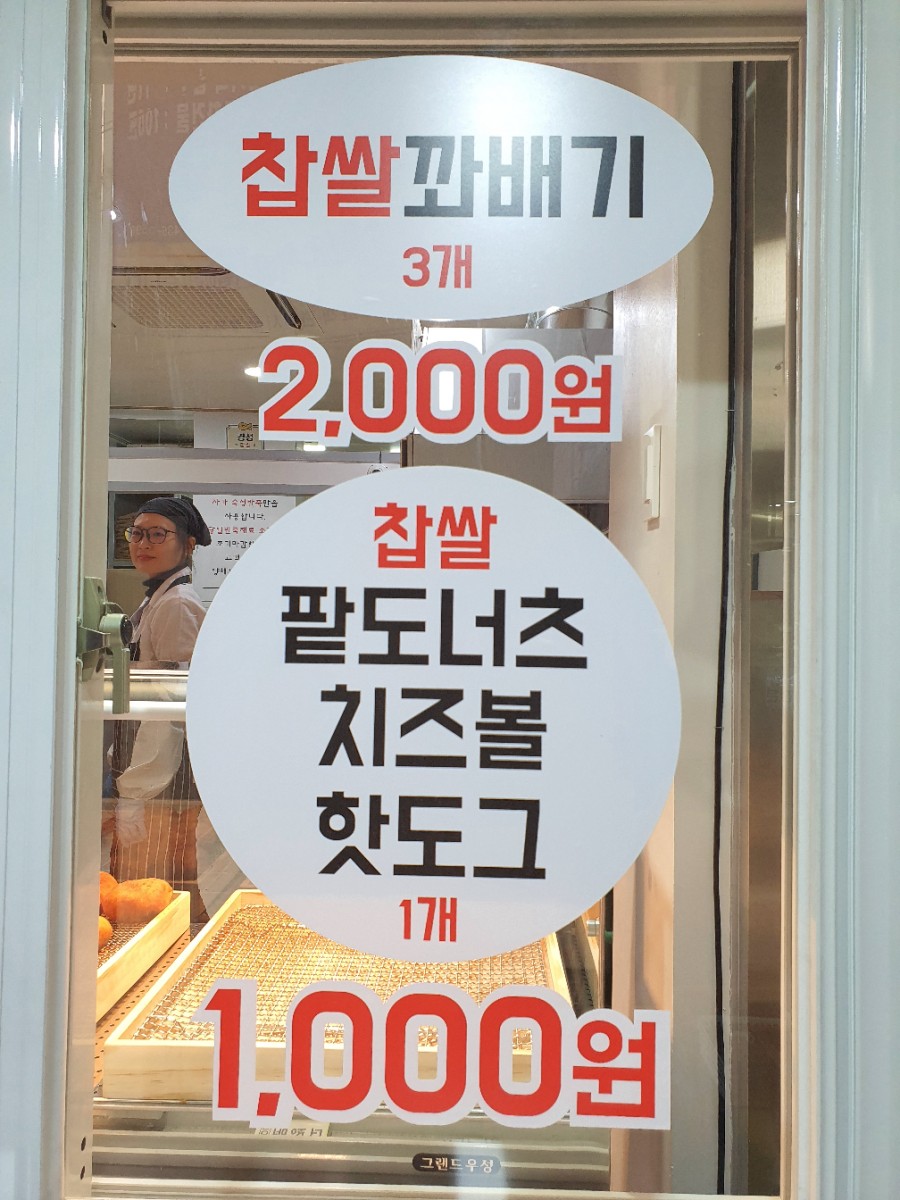 찹쌀꽈배기
3개
2,000원
찹쌀
팥도너츠
치즈볼
핫도그
1개
1,000원
그랜드우성